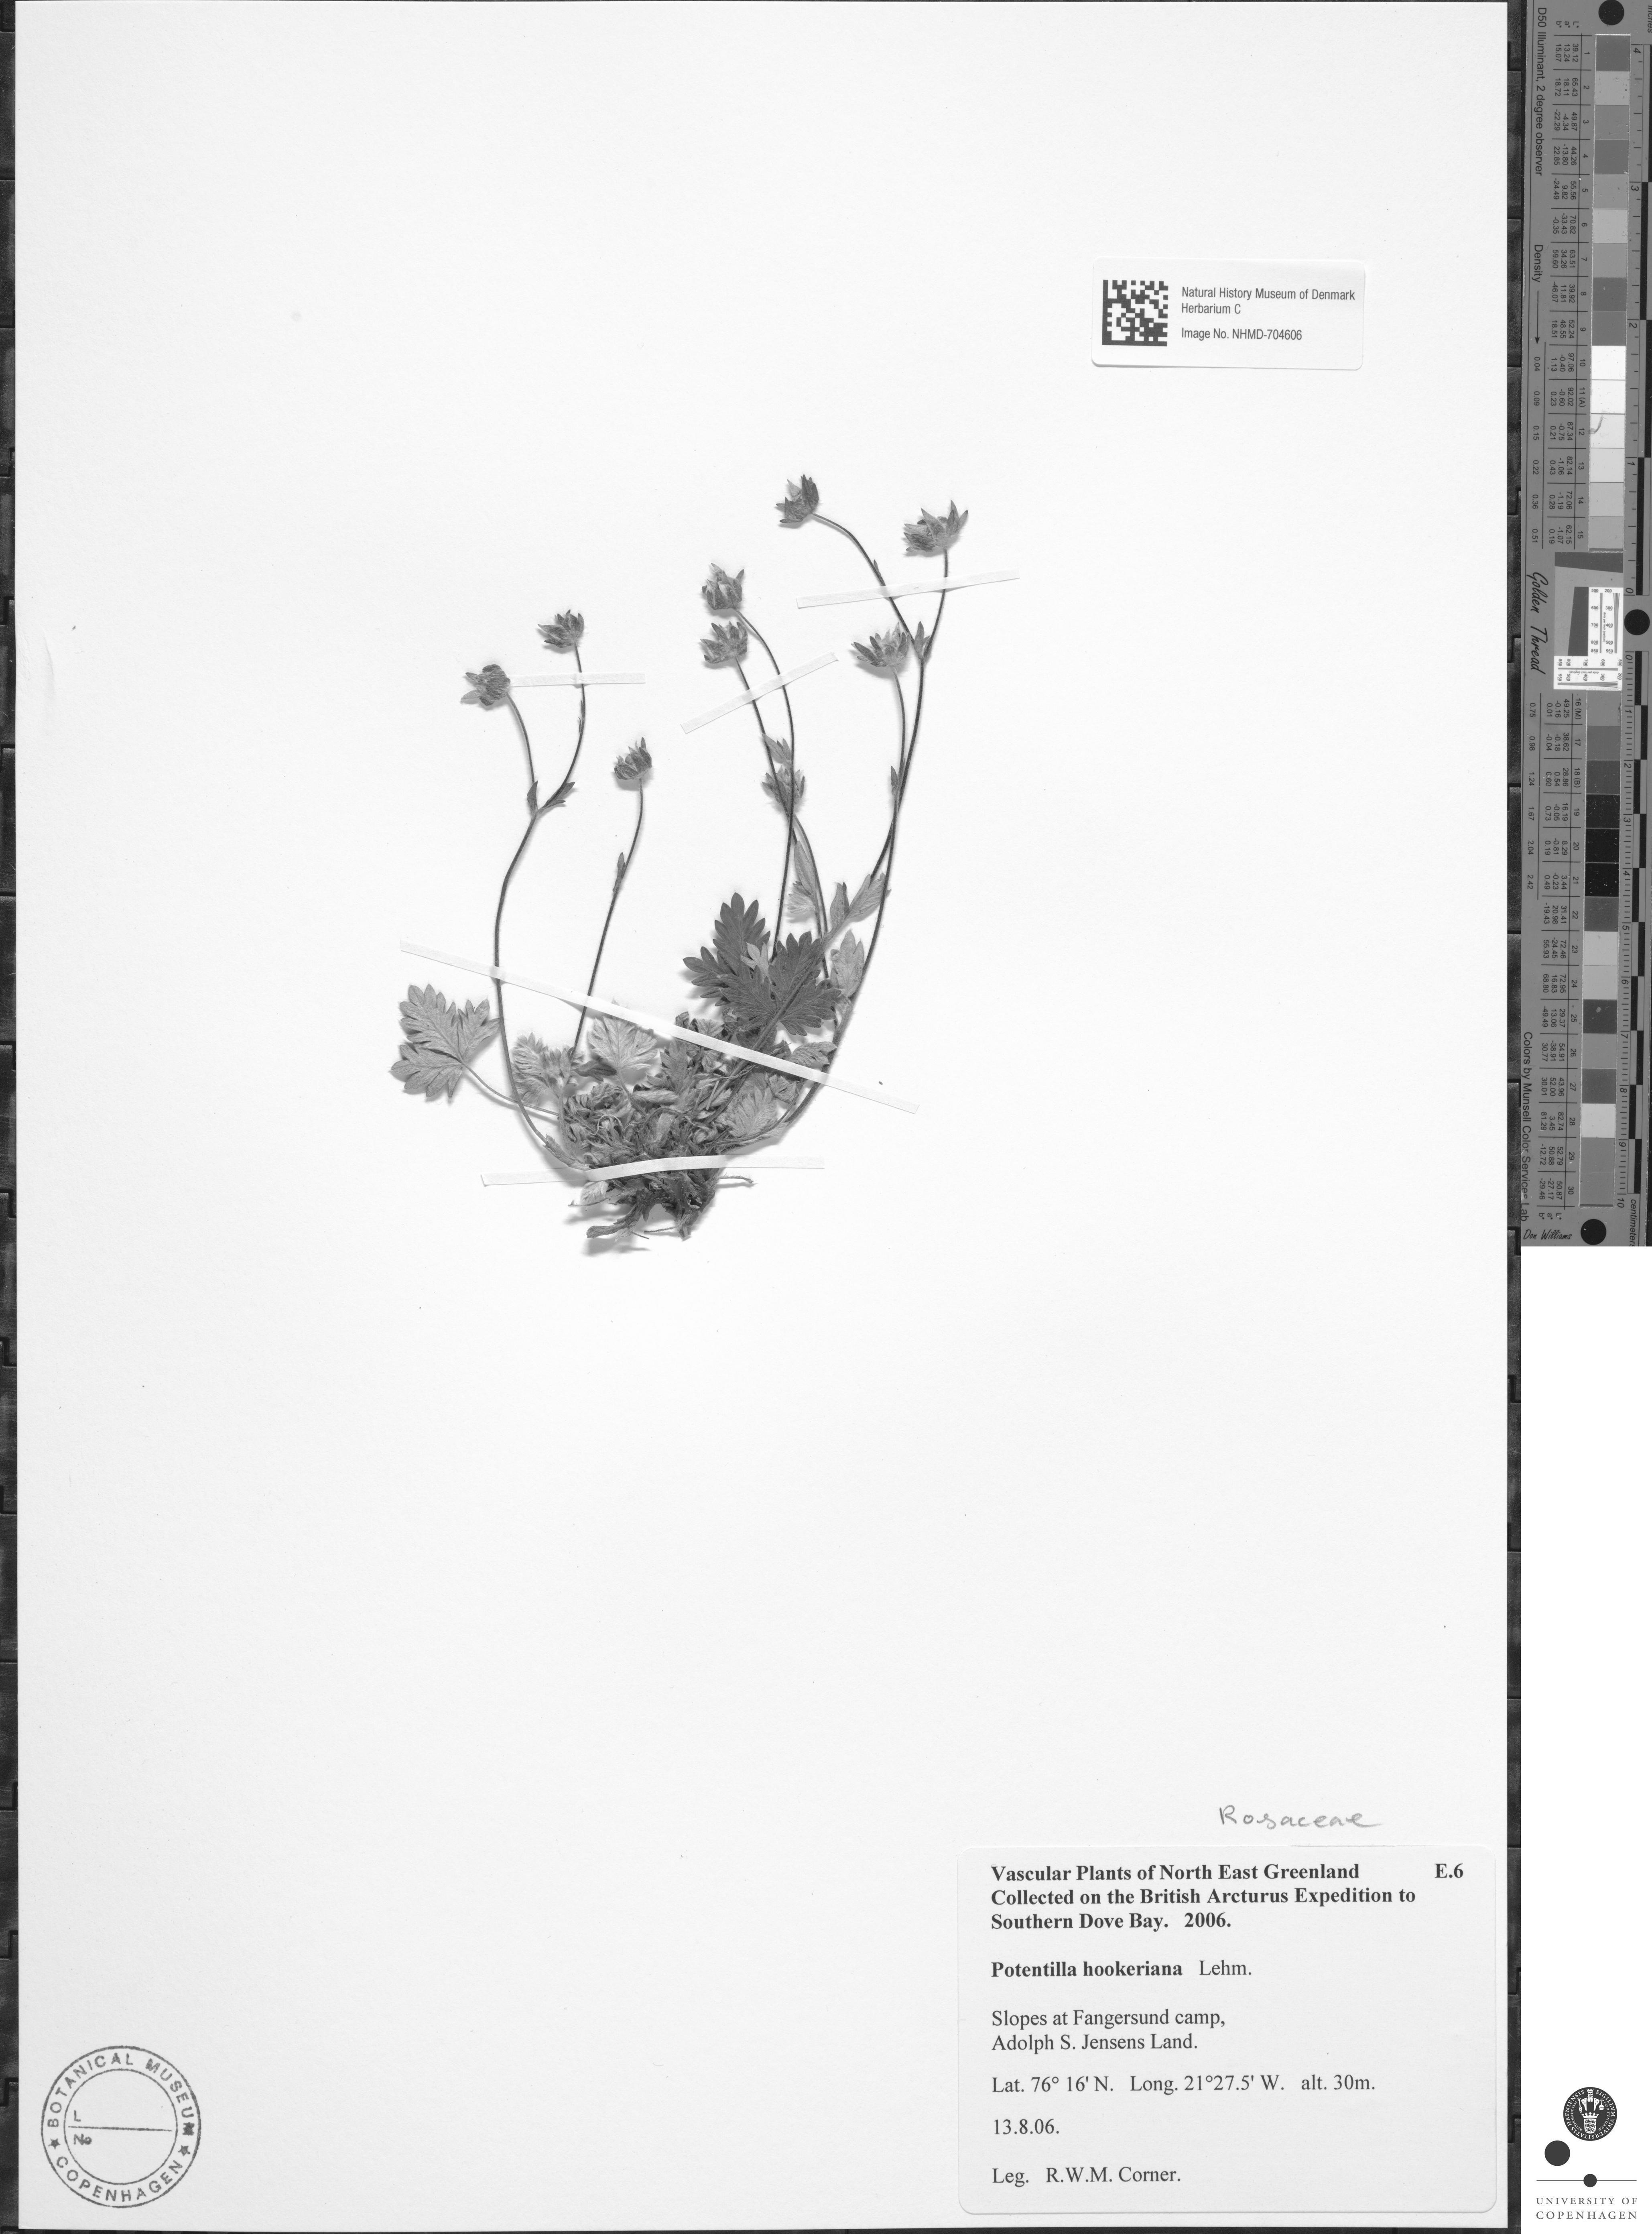 Natural History Museum of Denmark
Herbarium C
Image No. NHMD-704606
Rosaceae
Vascular Plants of North East Greenland E.6
Collected on the British Arcturus Expedition to
Southern Dove Bay. 2006.
Potentilla hookeriana Lehm.
Slopes at Fangersund camp,
Adolph S. Jensens Land.
Lat. 76° 16' N. Long. 21°27.5' W. alt. 30m.
13.8.06.
Leg. R.W.M. Corner.
BOTANICAL MUSEUM
COPENHAGEN
L
No
D50 Illuminant, 2 degree observer
Density
Golden Thread
Colors by Munsell Color Services Lab
Don Williams
centimeters
UNIVERSITY OF
COPENHAGEN